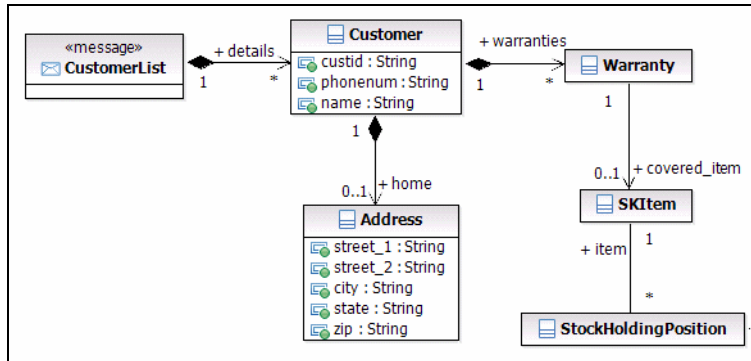 «message»
CustomerList
+ details
1
*
Customer
custid : String
phonenum : String
name : String
+ warranties
1
*
Warranty
1
0..1
+ covered_item
SKItem
1
+ item
*
StockHoldingPosition
1
0..1
+ home
Address
street_1 : String
street_2 : String
city : String
state : String
zip : String